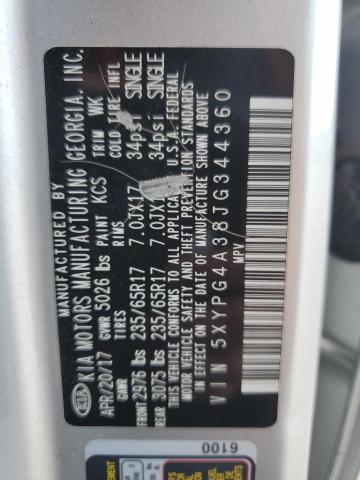 MANUFACTURED BY
KIA KIA MOTORS MANUFACTURING GEORGIA, INC.
APR/20/17 GVWR 5026 lbs PAINT KCS TRIM WK
GAWR TIRES RIMS COLD TIRE INFL
FRONT 2976 lbs 235/65R17 7.0JX17 34psi SINGLE
REAR 3075 lbs 235/65R17 7.0JX17 34psi SINGLE
THIS VEHICLE CONFORMS TO ALL APPLICABLE U.S.A. FEDERAL
MOTOR VEHICLE SAFETY AND THEFT PREVENTION STANDARDS
IN EFFECT ON THE DATE OF MANUFACTURE SHOWN ABOVE
VIN 5XYPG4A38JG344360
MPV
6100